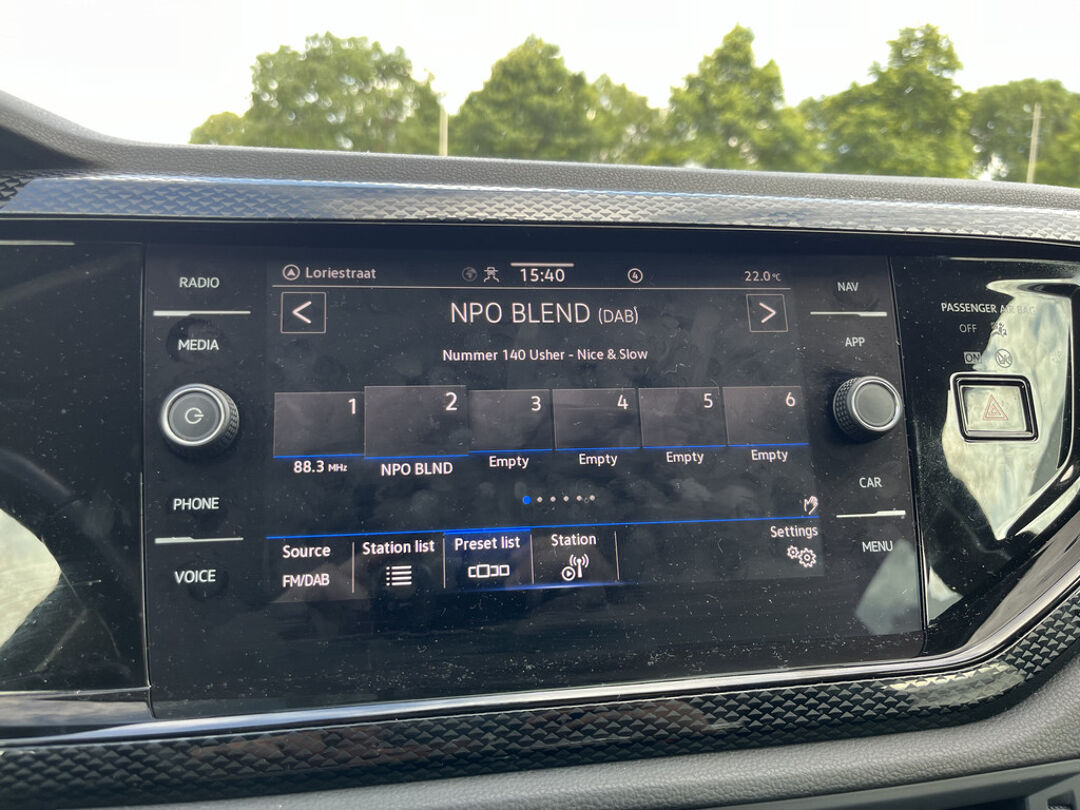 RADIO
MEDIA
PHONE
VOICE
Loriestraat
15:40
4
22.0°C
NPO BLEND (DAB)
Nummer 140 Usher - Nice & Slow
1 2 3 4 5 6
88.3 MHz NPO BLND Empty Empty Empty Empty
Source Station list Preset list Station Settings
FM/DAB
NAV
APP
CAR
MENU
PASSENGER AIR BAG
OFF
ON